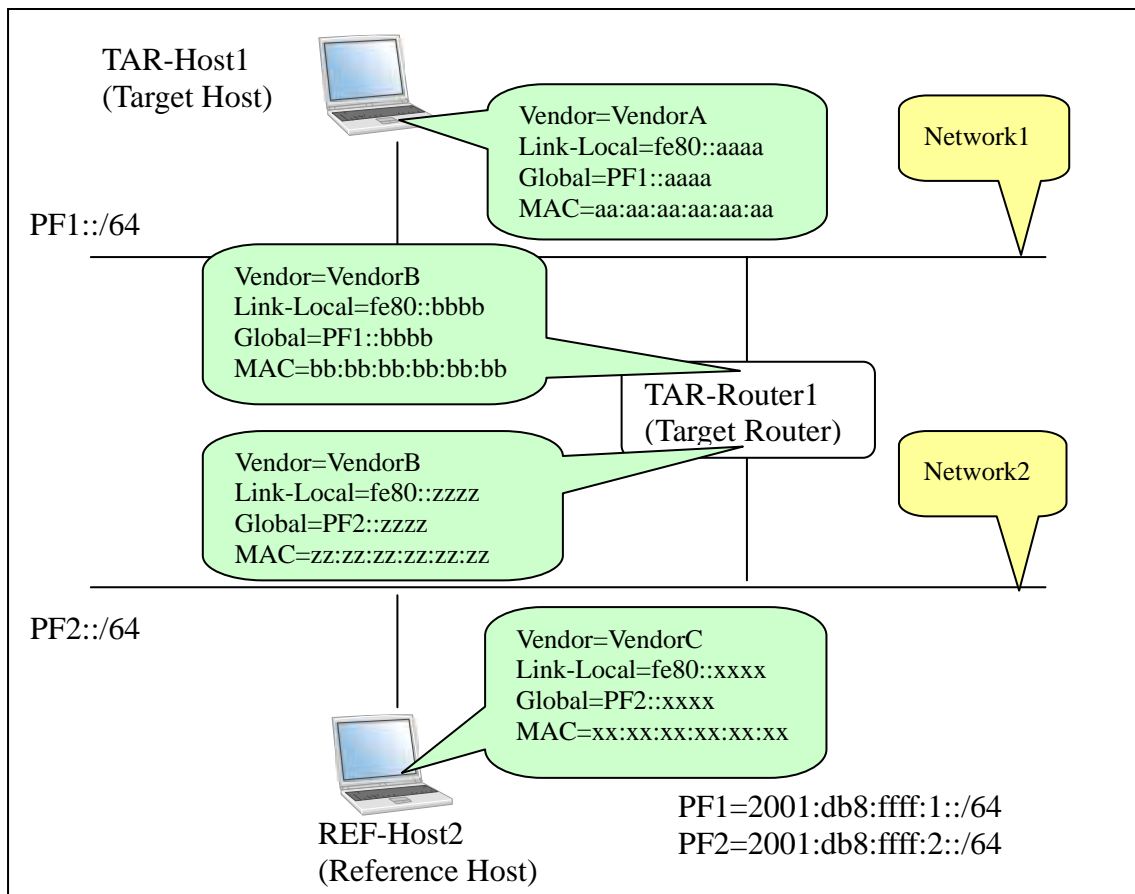 TAR-Host1
(Target Host)
Vendor=VendorA
Link-Local=fe80::aaaa
Global=PF1::aaaa
MAC=aa:aa:aa:aa:aa:aa
Network1
PF1::/64
Vendor=VendorB
Link-Local=fe80::bbbb
Global=PF1::bbbb
MAC=bb:bb:bb:bb:bb:bb
TAR-Router1
(Target Router)
Vendor=VendorB
Link-Local=fe80::zzzz
Global=PF2::zzzz
MAC=zz:zz:zz:zz:zz:zz
Network2
PF2::/64
Vendor=VendorC
Link-Local=fe80::xxxx
Global=PF2::xxxx
MAC=xx:xx:xx:xx:xx:xx
REF-Host2
(Reference Host)
PF1=2001:db8:ffff:1::/64
PF2=2001:db8:ffff:2::/64